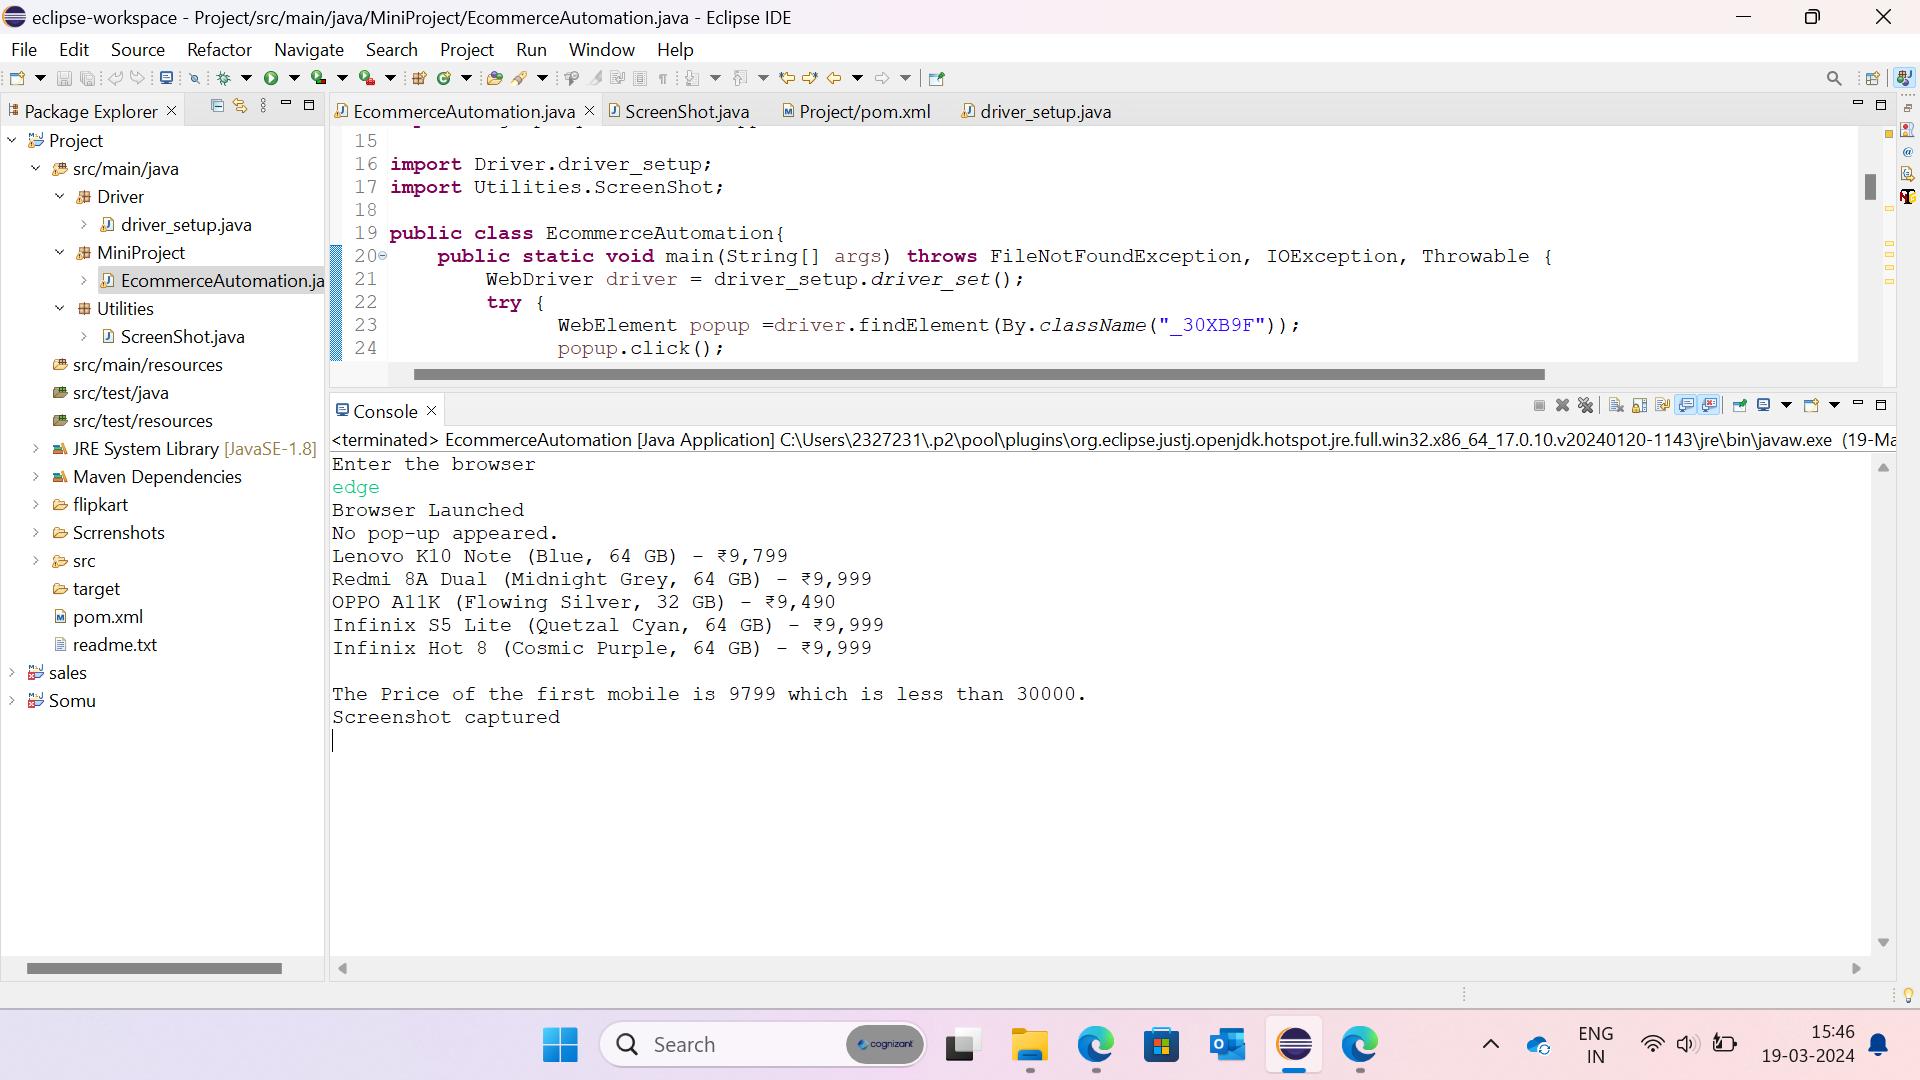 eclipse-workspace - Project/src/main/java/MiniProject/EcommerceAutomation.java - Eclipse IDE
File Edit Source Refactor Navigate Search Project Run Window Help
Package Explorer
Project
src/main/java
Driver
driver_setup.java
MiniProject
EcommerceAutomation.ja
Utilities
ScreenShot.java
src/main/resources
src/test/java
src/test/resources
JRE System Library [JavaSE-1.8]
Maven Dependencies
flipkart
Scrrenshots
src
target
pom.xml
readme.txt
sales
Somu
EcommerceAutomation.java ScreenShot.java Project/pom.xml driver_setup.java
15
16 import Driver.driver_setup;
17 import Utilities.ScreenShot;
18
19 public class EcommerceAutomation{
20 public static void main(String[] args) throws FileNotFoundException, IOException, Throwable {
21 WebDriver driver = driver_setup.driver_set();
22 try {
23 WebElement popup =driver.findElement(By.className("_30XB9F"));
24 popup.click();
Console
<terminated> EcommerceAutomation [Java Application] C:\Users\2327231\.p2\pool\plugins\org.eclipse.justj.openjdk.hotspot.jre.full.win32.x86_64_17.0.10.v20240120-1143\jre\bin\javaw.exe (19-Ma
Enter the browser
edge
Browser Launched
No pop-up appeared.
Lenovo K10 Note (Blue, 64 GB) - ₹9,799
Redmi 8A Dual (Midnight Grey, 64 GB) - ₹9,999
OPPO A11K (Flowing Silver, 32 GB) - ₹9,490
Infinix S5 Lite (Quetzal Cyan, 64 GB) - ₹9,999
Infinix Hot 8 (Cosmic Purple, 64 GB) - ₹9,999

The Price of the first mobile is 9799 which is less than 30000.
Screenshot captured
Search cognizant
ENG
IN
15:46
19-03-2024